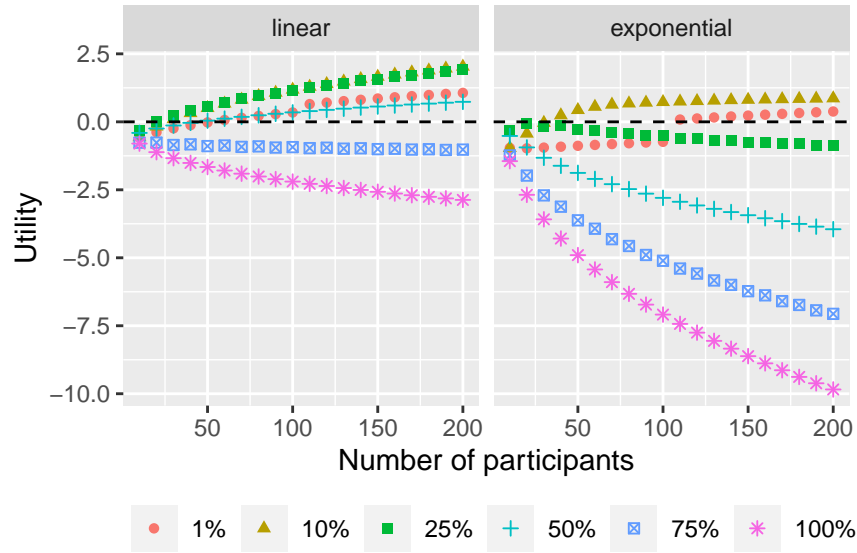 linear exponential
2.5
0.0
−2.5
−5.0
−7.5
−10.0
Utility
50 100 150 200 50 100 150 200
Number of participants
1% 10% 25% 50% 75% 100%